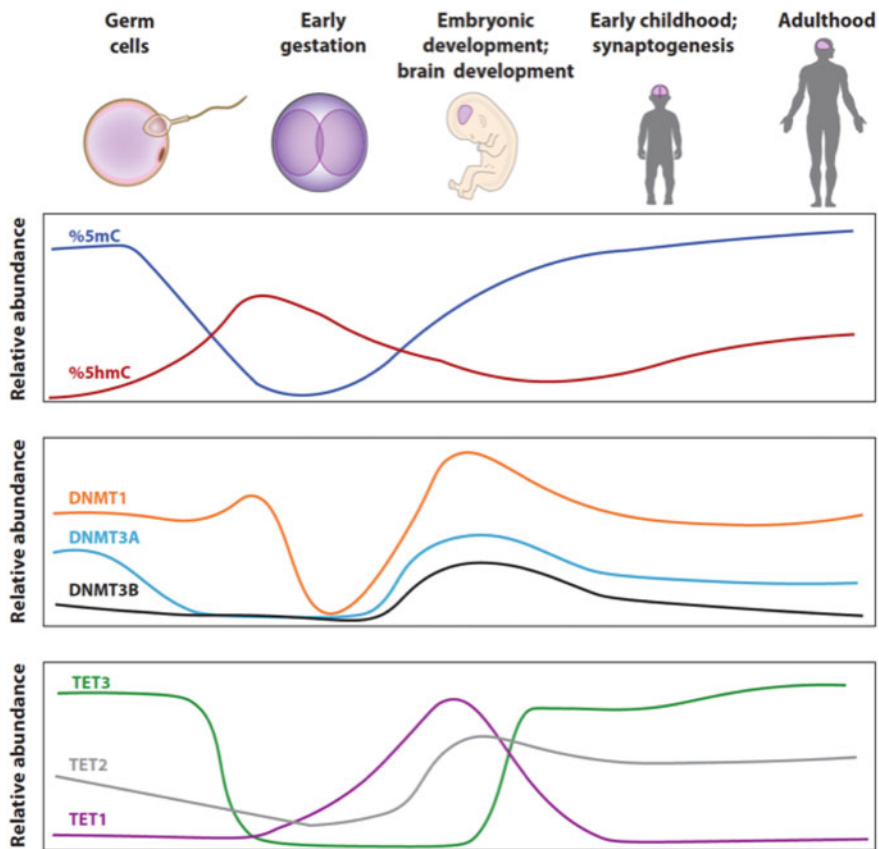 Germ
cells
Early
gestation
Embryonic
development;
brain development
Early childhood;
synaptogenesis
Adulthood
Relative abundance
%5mC
%5hmC
Relative abundance
DNMT1
DNMT3A
DNMT3B
Relative abundance
TET3
TET2
TET1